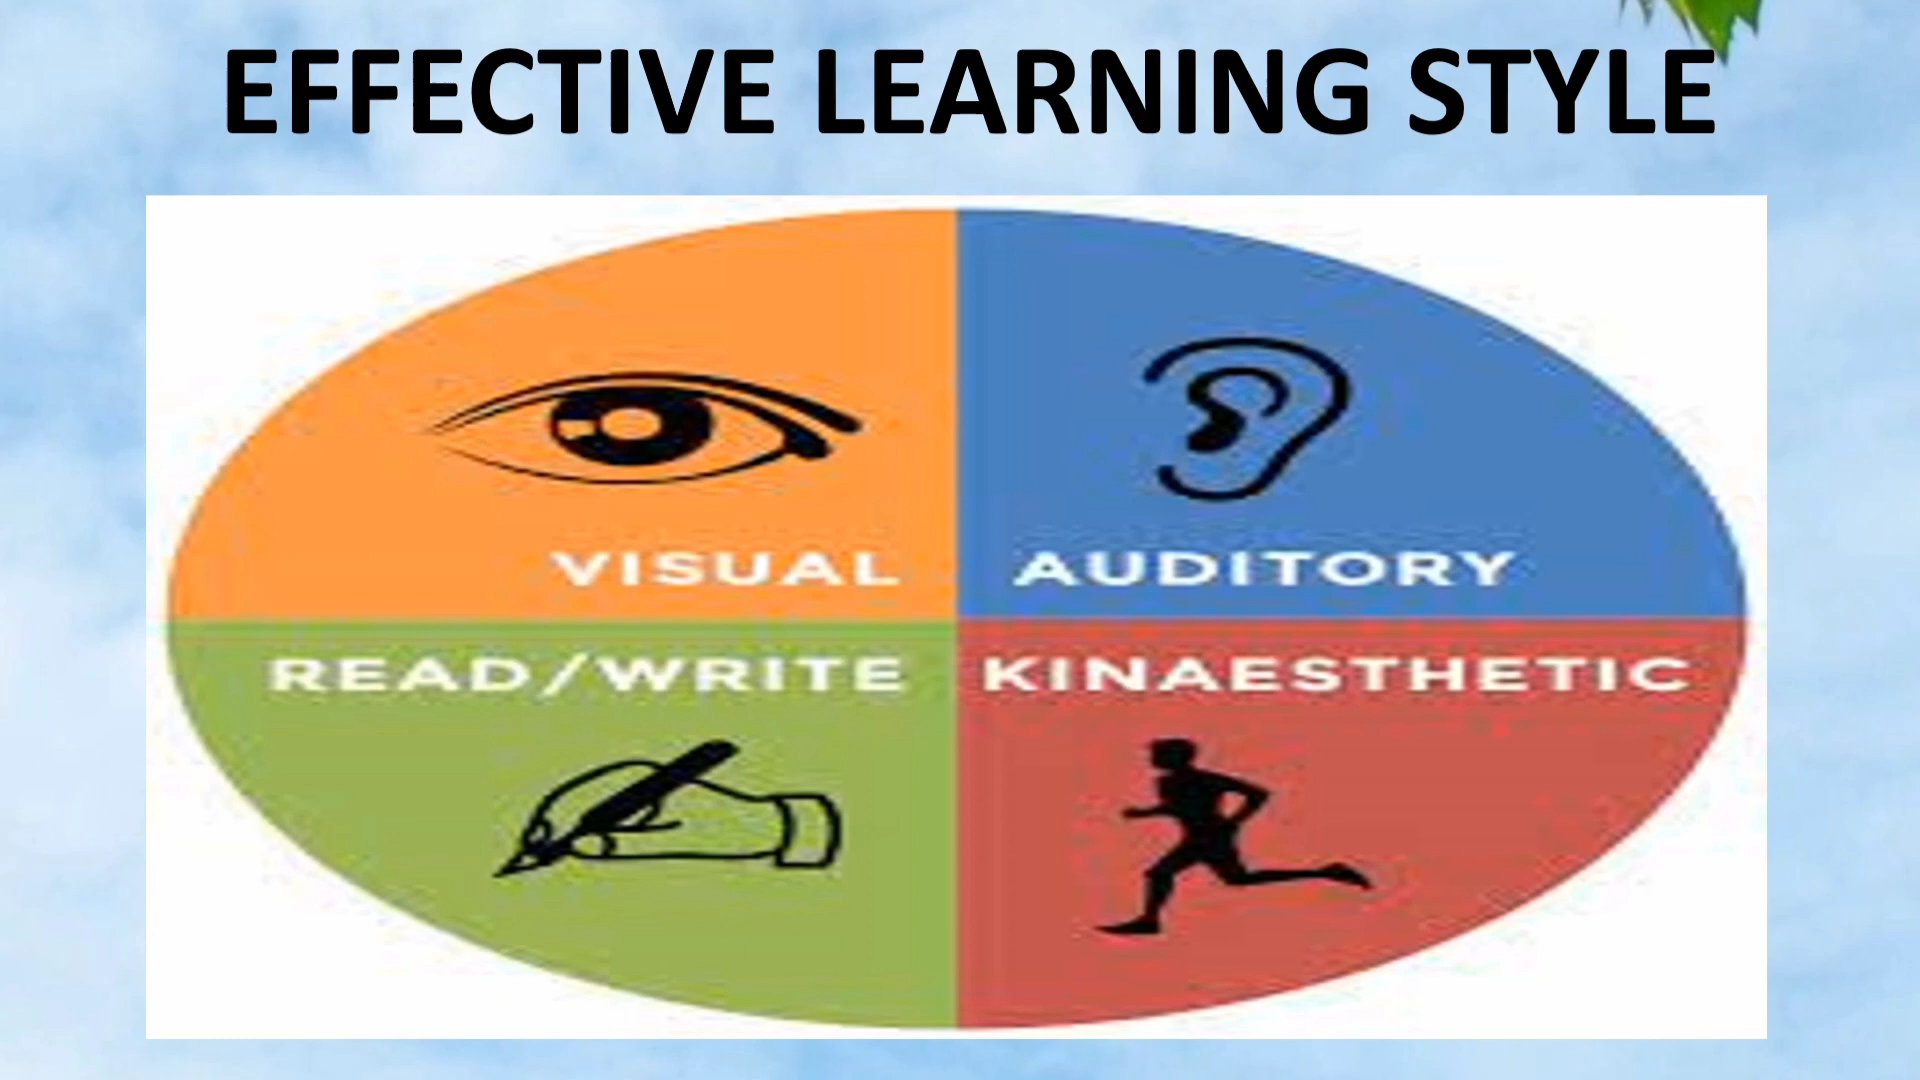 EFFECTIVE LEARNING STYLE
VISUAL
AUDITORY
READ/WRITE
KINAESTHETIC